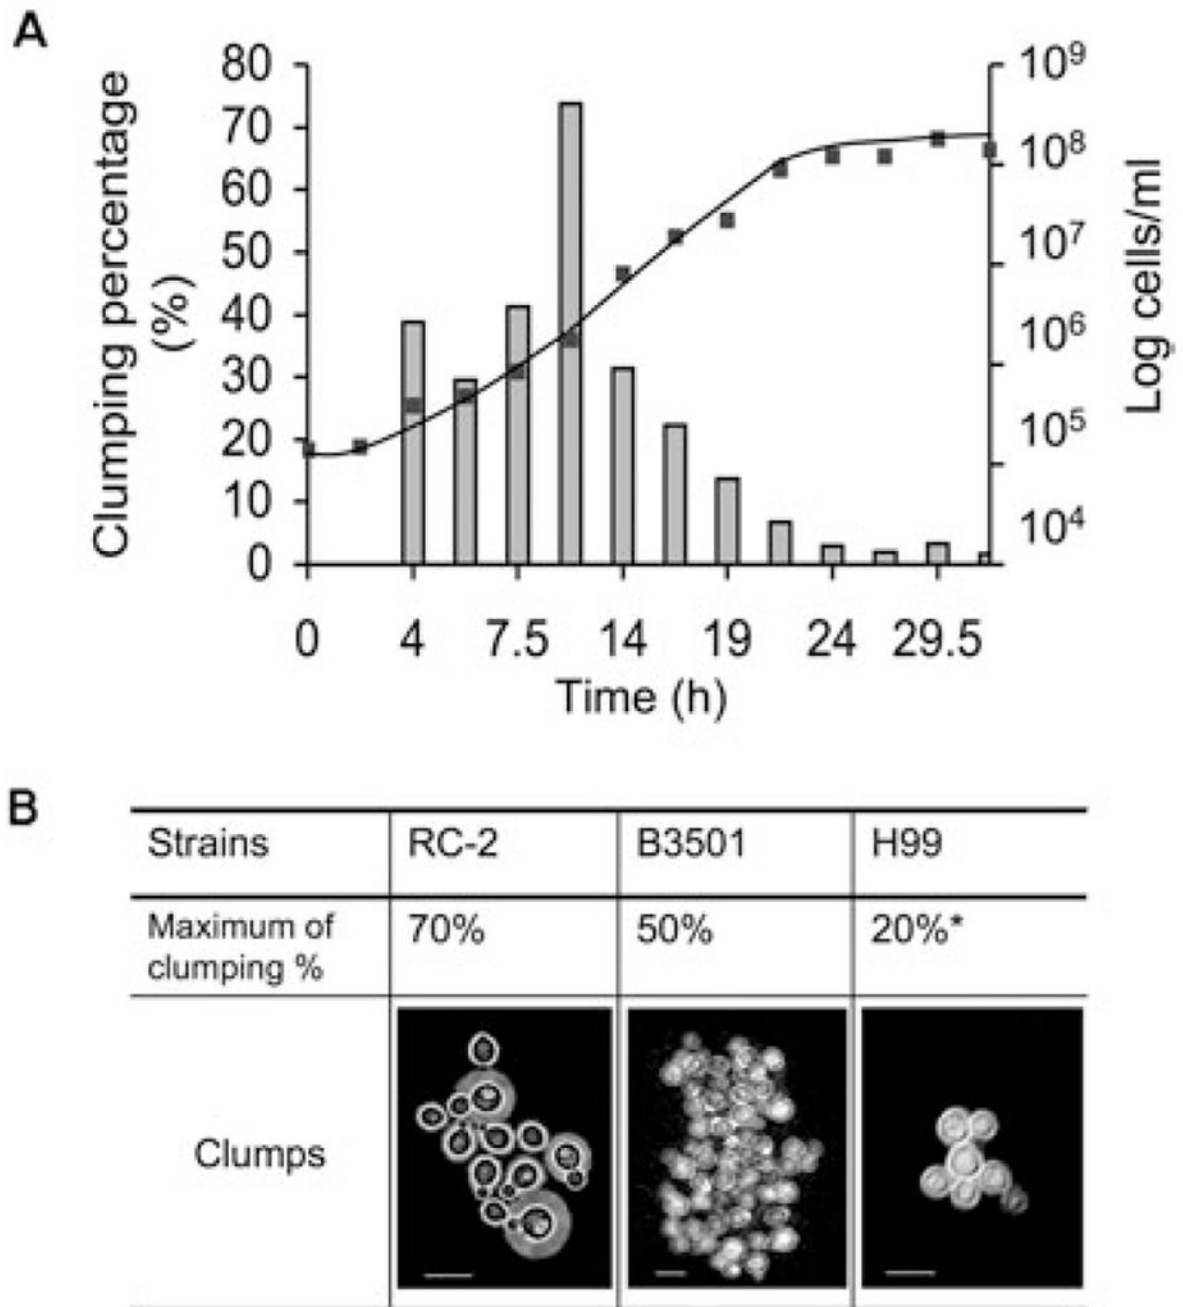 A
Clumping percentage
(%)
80
70
60
50
40
30
20
10
0
10⁹
10⁸
10⁷
10⁶
10⁵
10⁴
Log cells/ml
0 4 7.5 14 19 24 29.5
Time (h)
B
Strains RC-2 B3501 H99
Maximum of
clumping % 70% 50% 20%*
Clumps